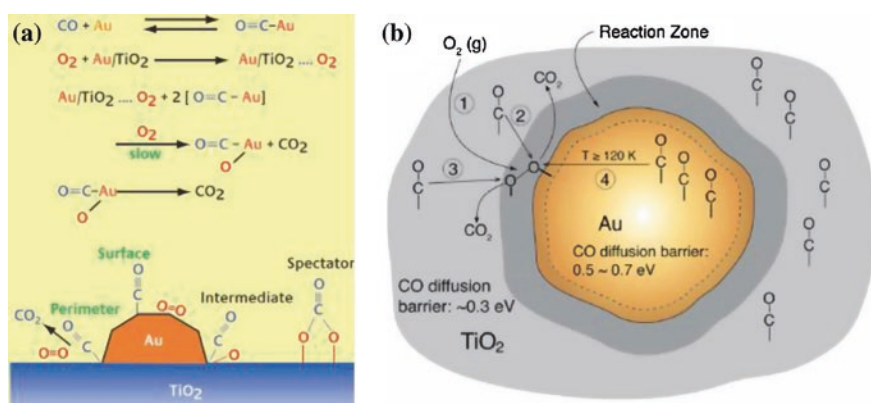 (a)
CO + Au O=C-Au
O₂ + Au/TiO₂ Au/TiO₂ .... O₂
Au/TiO₂ .... O₂ + 2 [ O=C - Au]
O₂
slow
O=C-Au + CO₂
O
O=C-Au CO₂
O
Surface
Spectator
Perimeter
Intermediate
CO₂
O=C
O=O
O=C
O=O
Au
O=C
O
O=C
O O
TiO₂
(b)
O₂ (g)
Reaction Zone
CO₂
1
O
C
2
3
O
C
O
O
T ≥ 120 K
4
CO₂
O
C
O
C
O
C
Au
CO diffusion barrier:
0.5 ~ 0.7 eV
CO diffusion
barrier: ~0.3 eV
TiO₂
O
C
O
C
O
C
O
C
O
C